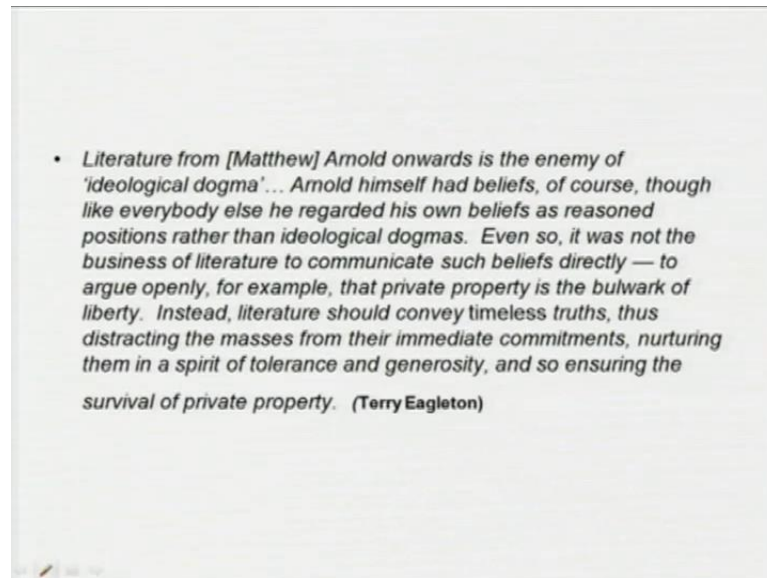 • Literature from [Matthew] Arnold onwards is the enemy of
'ideological dogma'... Arnold himself had beliefs, of course, though
like everybody else he regarded his own beliefs as reasoned
positions rather than ideological dogmas. Even so, it was not the
business of literature to communicate such beliefs directly — to
argue openly, for example, that private property is the bulwark of
liberty. Instead, literature should convey timeless truths, thus
distracting the masses from their immediate commitments, nurturing
them in a spirit of tolerance and generosity, and so ensuring the
survival of private property. (Terry Eagleton)